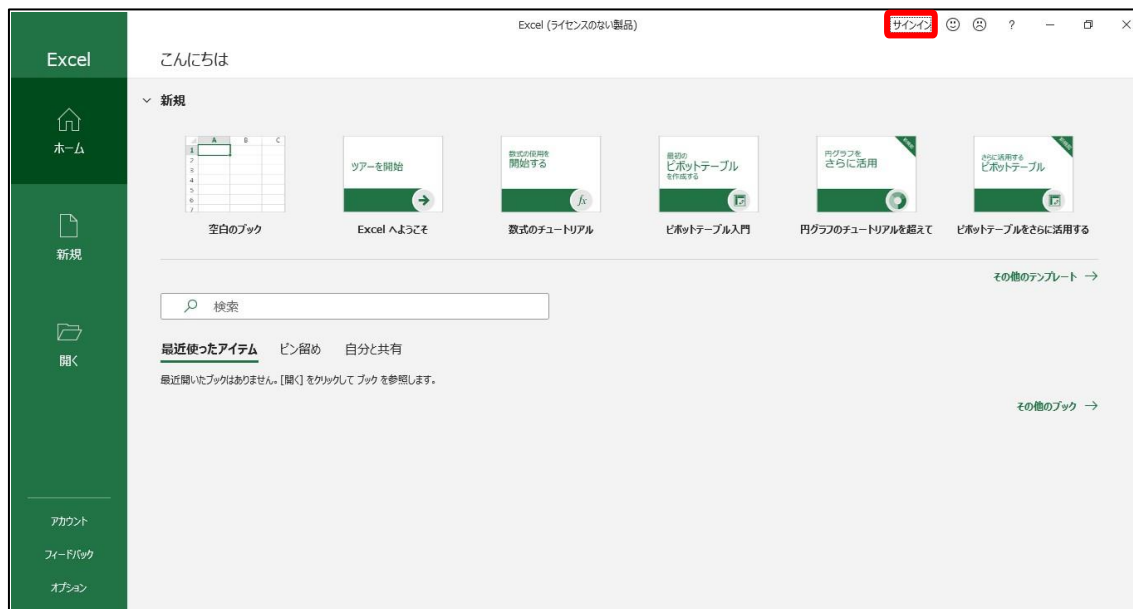 Excel (ライセンスのない製品)
サインイン
?
Excel
こんにちは
新規
ホーム
新規
開く
A B C
1
2
3
4
5
6
7
空白のブック
ツアーを開始
Excel へようこそ
数式の使用を
開始する
fx
数式のチュートリアル
最初の
ピボットテーブル
を作成する
ピボットテーブル入門
円グラフを
さらに活用
円グラフのチュートリアルを超えて
さらに活用する
ピボットテーブル
ピボットテーブルをさらに活用する
その他のテンプレート
検索
最近使ったアイテム ピン留め 自分と共有
最近開いたブックはありません。[開く] をクリックして ブック を参照します。
その他のブック
アカウント
フィードバック
オプション